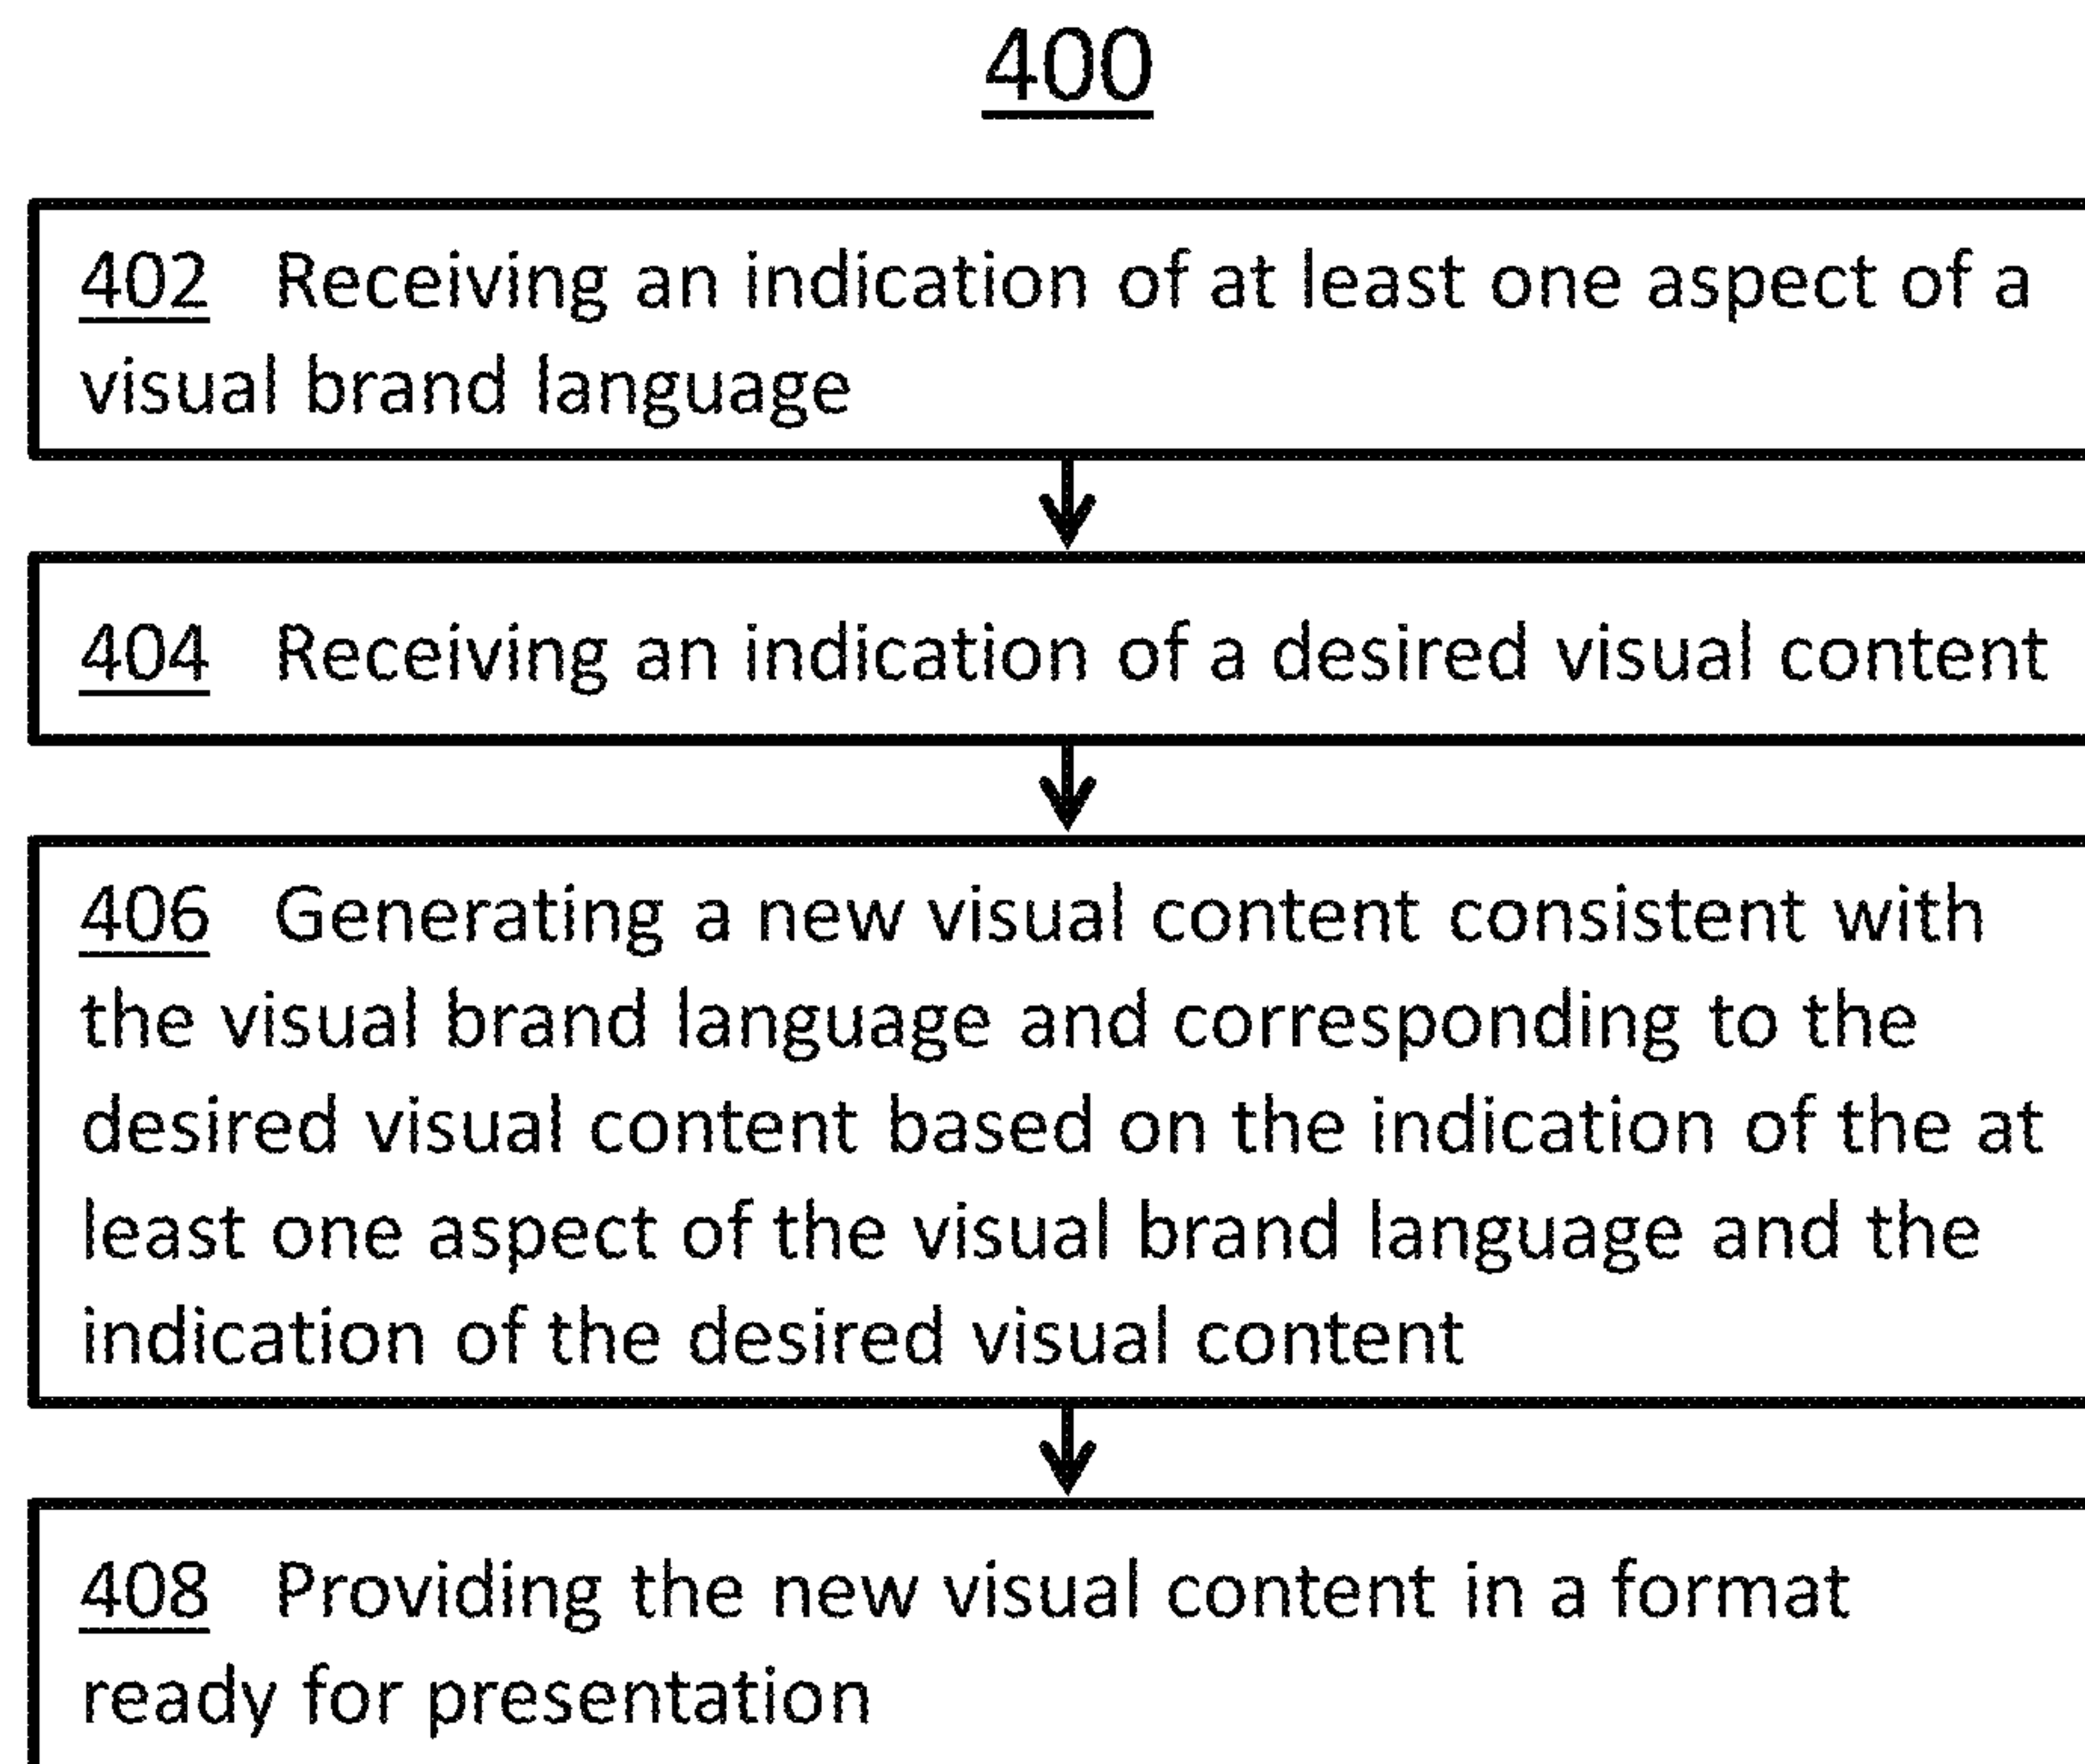 400
402 Receiving an indication of at least one aspect of a
visual brand language
404 Receiving an indication of a desired visual content
406 Generating a new visual content consistent with
the visual brand language and corresponding to the
desired visual content based on the indication of the at
least one aspect of the visual brand language and the
indication of the desired visual content
408 Providing the new visual content in a format
ready for presentation